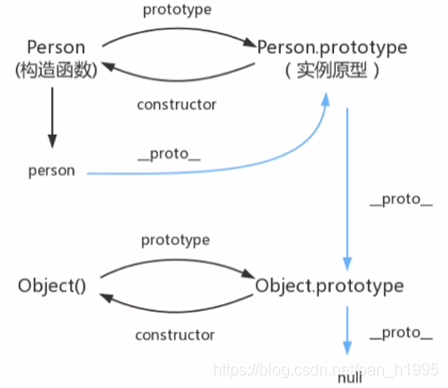 prototype
Person
Person.prototype
(构造函数)
（实例原型）
constructor
__proto__
person
__proto__
prototype
Object()
Object.prototype
constructor
__proto__
https://blog.csdn.net/pan_h1995
null